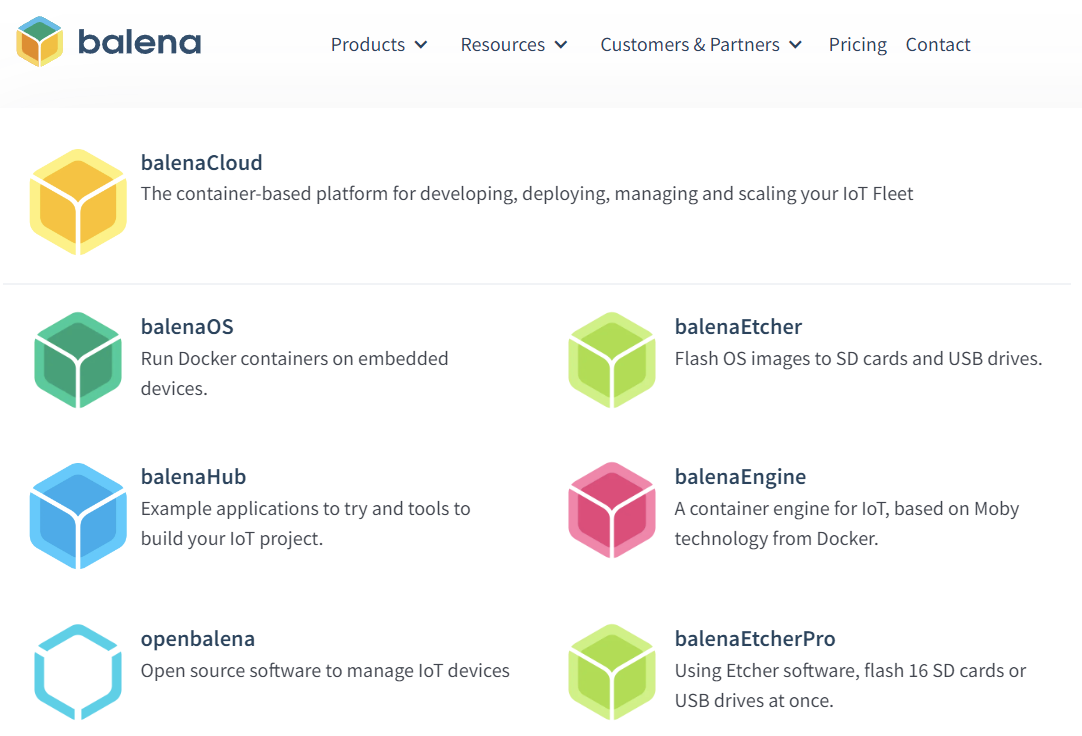 balena
Products
Resources
Customers & Partners
Pricing
Contact
balenaCloud
The container-based platform for developing, deploying, managing and scaling your IoT Fleet
balenaOS
Run Docker containers on embedded
devices.
balenaEtcher
Flash OS images to SD cards and USB drives.
balenaHub
Example applications to try and tools to
build your IoT project.
balenaEngine
A container engine for IoT, based on Moby
technology from Docker.
openbalena
Open source software to manage IoT devices
balenaEtcherPro
Using Etcher software, flash 16 SD cards or
USB drives at once.